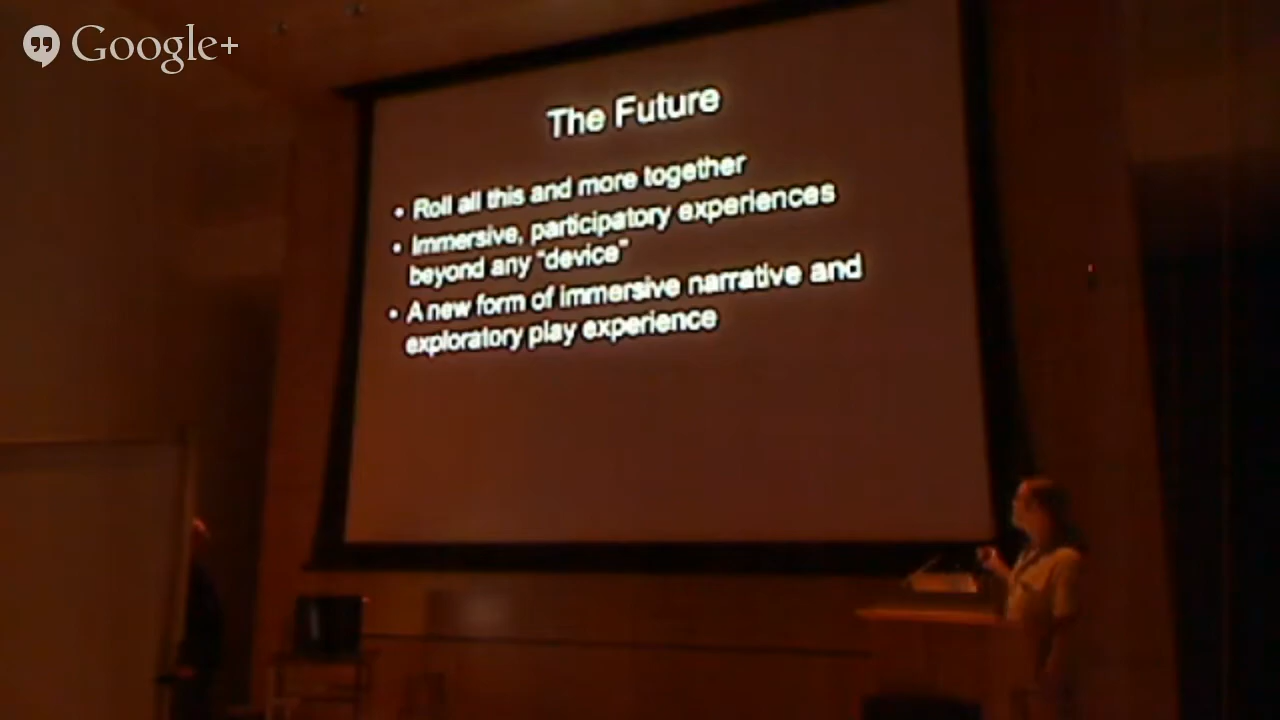 Google+
The Future
• Roll all this and more together
• Immersive, participatory experiences
beyond any "device"
• A new form of immersive narrative and
exploratory play experience